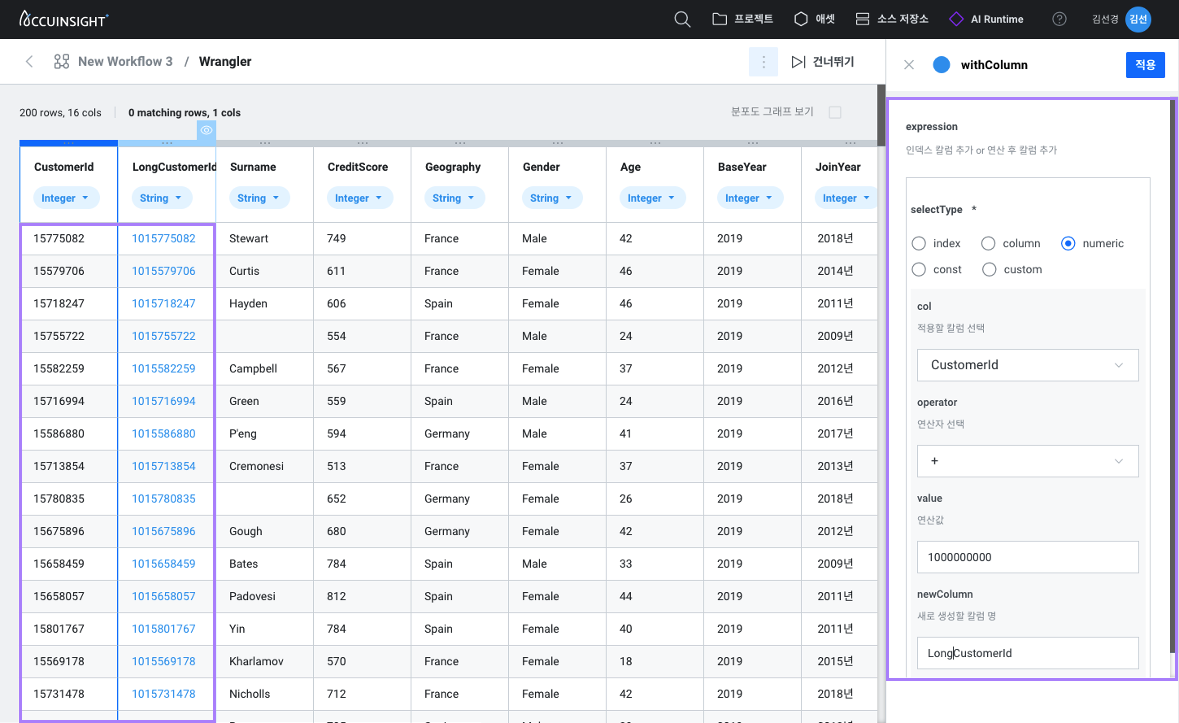 ACCUINSIGHT+
프로젝트 애셋 소스 저장소 AI Runtime ? 김선경 김선
New Workflow 3 / Wrangler
건너뛰기
withColumn
적용
200 rows, 16 cols 0 matching rows, 1 cols
분포도 그래프 보기
CustomerId LongCustomerId Surname CreditScore Geography Gender Age BaseYear JoinYear
Integer String String Integer String String Integer Integer Integer
15775082 1015775082 Stewart 749 France Male 42 2019 2018년
15579706 1015579706 Curtis 611 France Female 46 2019 2014년
15718247 1015718247 Hayden 606 Spain Female 46 2019 2011년
15755722 1015755722 554 France Male 24 2019 2009년
15582259 1015582259 Campbell 567 France Female 37 2019 2012년
15716994 1015716994 Green 559 Spain Male 24 2019 2016년
15586880 1015586880 P'eng 594 Germany Male 41 2019 2017년
15713854 1015713854 Cremonesi 513 France Female 37 2019 2013년
15780835 1015780835 652 Germany Female 26 2019 2018년
15675896 1015675896 Gough 680 Germany Female 42 2019 2012년
15658459 1015658459 Bates 784 Spain Male 33 2019 2009년
15658057 1015658057 Padovesi 812 Spain Female 44 2019 2011년
15801767 1015801767 Yin 784 Spain Female 40 2019 2011년
15569178 1015569178 Kharlamov 570 France Female 18 2019 2015년
15731478 1015731478 Nicholls 712 France Female 42 2019 2018년
expression
인덱스 칼럼 추가 or 연산 후 칼럼 추가
selectType *
index column numeric
const custom
col
적용할 칼럼 선택
CustomerId
operator
연산자 선택
+
value
연산값
1000000000
newColumn
새로 생성할 칼럼 명
LongCustomerId